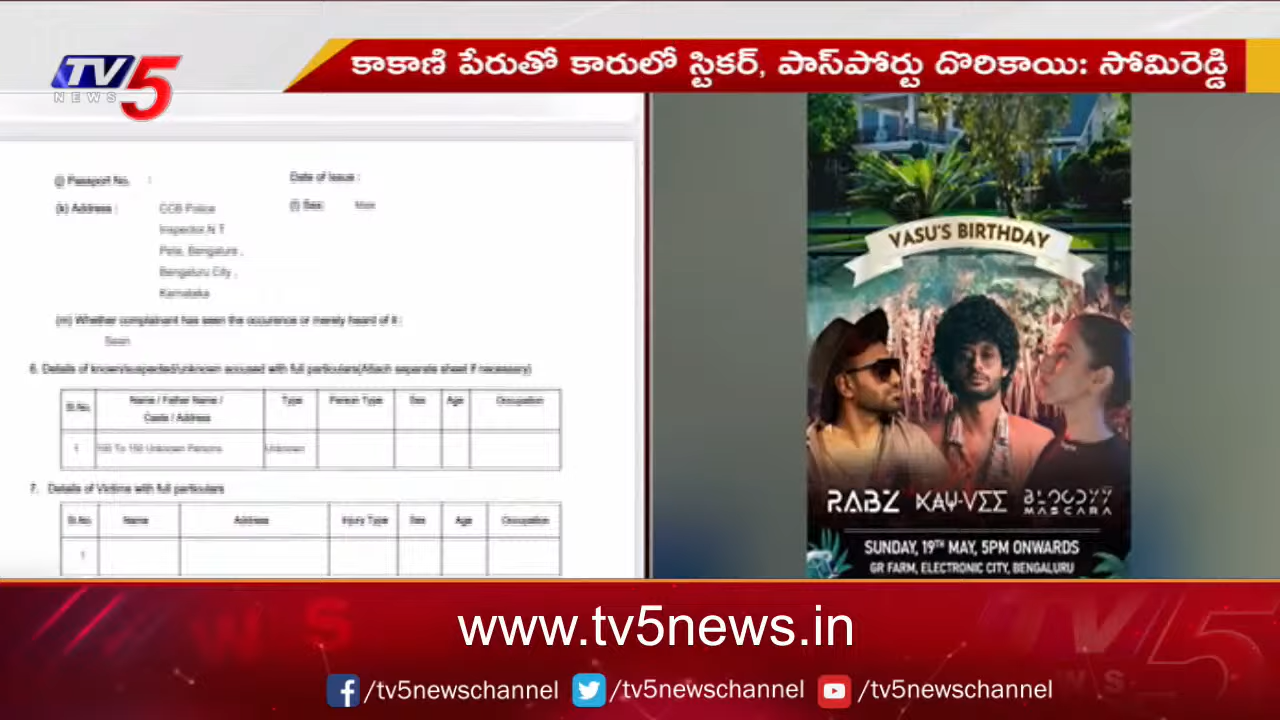 TV5
NEWS
కాకాణి పేరుతో కారులో స్టికర్, పాస్‌పోర్టు దొరికాయి: సోమిరెడ్డి
(j) Passport No. :
Date of Issue :
(k) Address :
CCB Police
(l) Sex:
Male
Inspector N T
Pete, Bengaluru ,
Bengaluru City ,
Karnataka
(m) Whether complainant has seen the occurrence or merely heard of it :
Seen
6. Details of known/suspected/unknown accused with full particulars(Attach separate sheet if necessary)
Sl.No.
Name / Father Name /
Caste / Address
Type
Person Type
Sex
Age
Occupation
1
100 To 150 Unknown Persons
Unknown
7. Details of Victims with full particulars
Sl.No.
Name
Address
Injury Type
Sex
Age
Occupation
1
VASU'S BIRTHDAY
RABZ
KAY-VEE
BLOODYY
MASCARA
SUNDAY, 19TH MAY, 5PM ONWARDS
GR FARM, ELECTRONIC CITY, BENGALURU
www.tv5news.in
/tv5newschannel
/tv5newschannel
/tv5newschannel